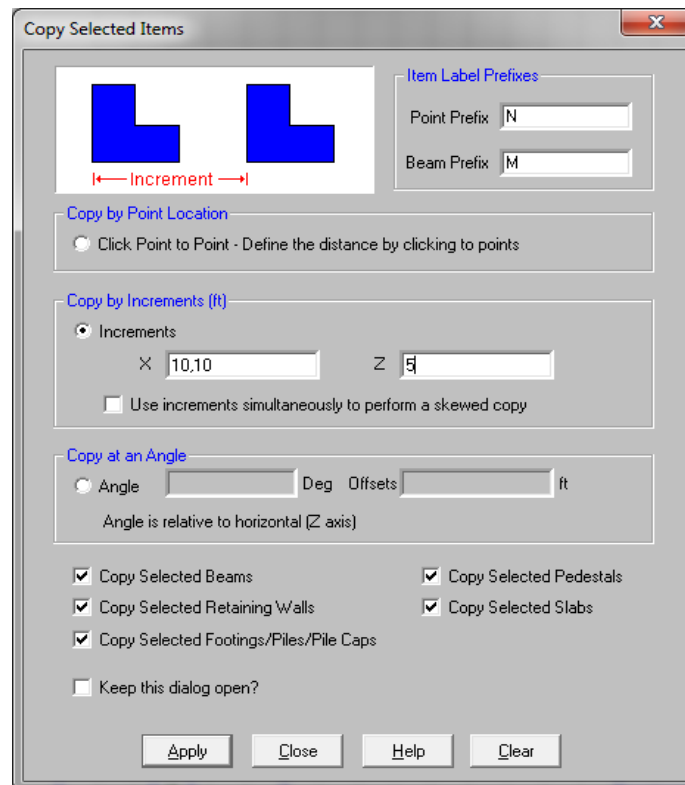 Copy Selected Items
Item Label Prefixes
Point Prefix N
Beam Prefix M
Increment
Copy by Point Location
Click Point to Point - Define the distance by clicking to points
Copy by Increments (ft)
Increments
X 10,10 Z 5
Use increments simultaneously to perform a skewed copy
Copy at an Angle
Angle Deg Offsets ft
Angle is relative to horizontal (Z axis)
Copy Selected Beams Copy Selected Pedestals
Copy Selected Retaining Walls Copy Selected Slabs
Copy Selected Footings/Piles/Pile Caps
Keep this dialog open?
Apply Close Help Clear